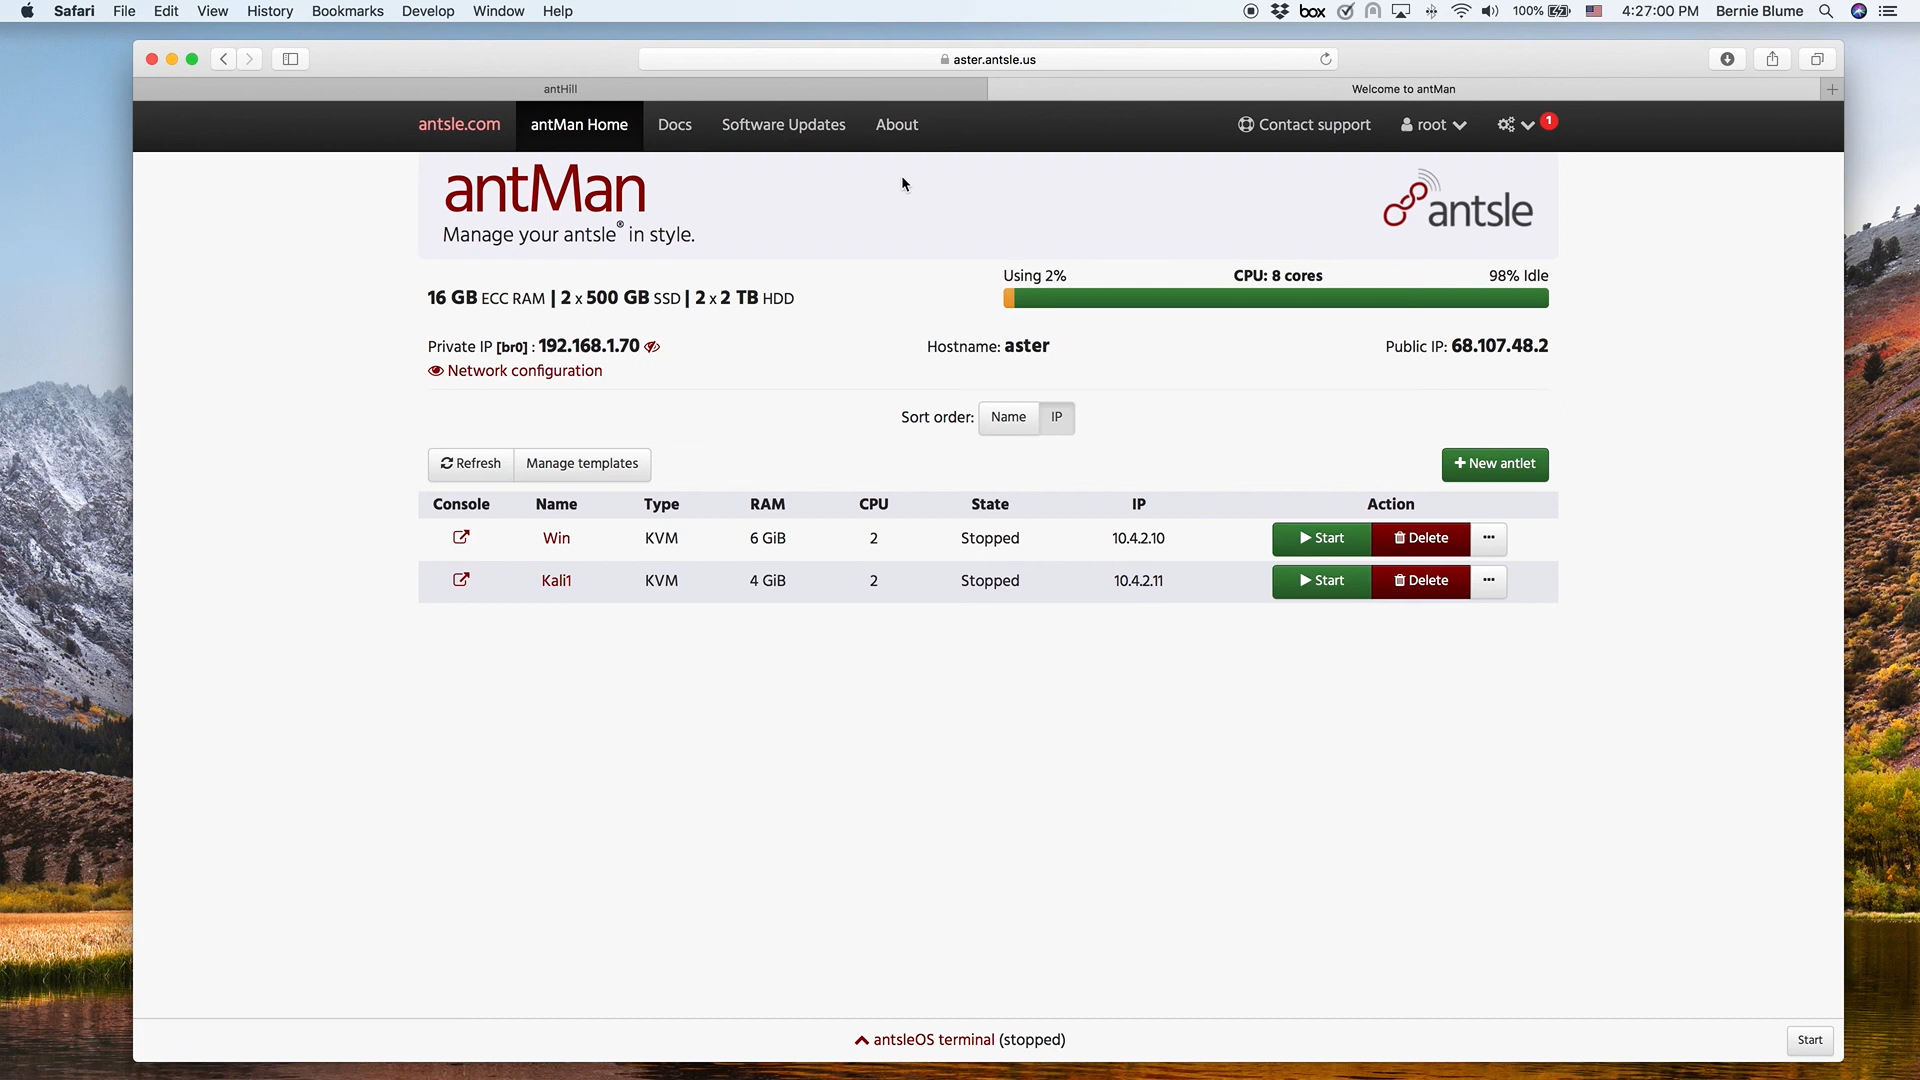 Safari File Edit View History Bookmarks Develop Window Help box 100% 4:27:00 PM Bernie Blume
aster.antsle.us
antHill Welcome to antMan
antsle.com antMan Home Docs Software Updates About Contact support root 1
antMan
Manage your antsle® in style.
antsle
Using 2% CPU: 8 cores 98% Idle
16 GB ECC RAM | 2 x 500 GB SSD | 2 x 2 TB HDD
Private IP [br0] : 192.168.1.70 Hostname: aster Public IP: 68.107.48.2
Network configuration
Sort order: Name IP
Refresh Manage templates + New antlet
Console Name Type RAM CPU State IP Action
Win KVM 6 GiB 2 Stopped 10.4.2.10 Start Delete ...
Kali1 KVM 4 GiB 2 Stopped 10.4.2.11 Start Delete ...
antsleOS terminal (stopped) Start